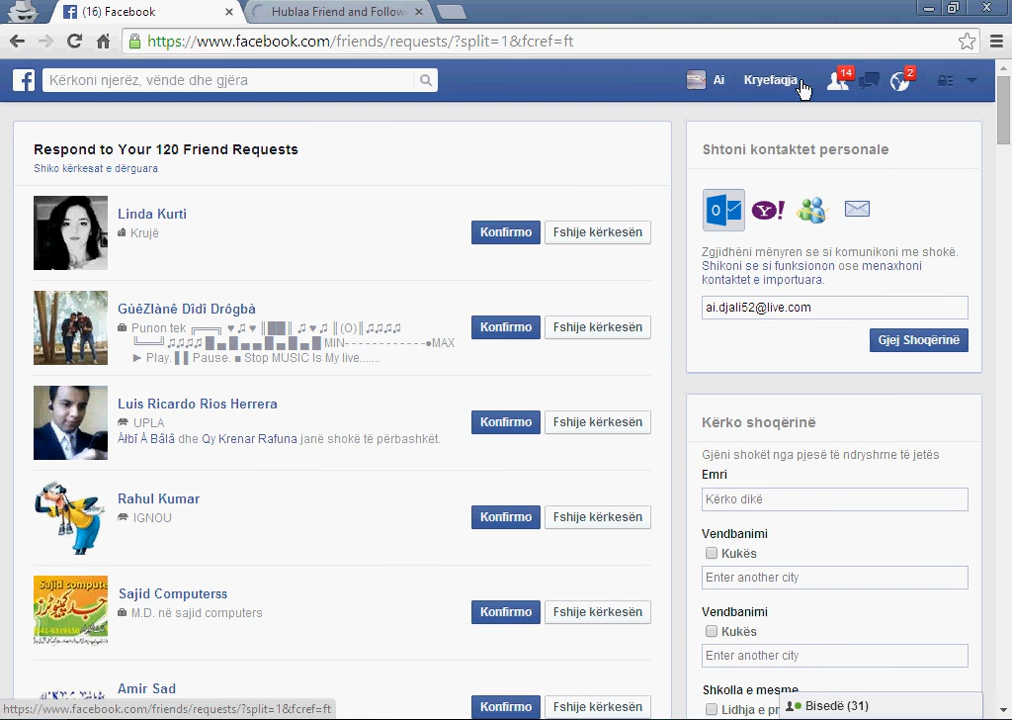 (16) Facebook
Hublaa Friend and Follow
https://www.facebook.com/friends/requests/?split=1&fcref=ft
Kërkoni njerëz, vënde dhe gjëra
Ai
Kryefaqja
14
2
Respond to Your 120 Friend Requests
Shiko kërkesat e dërguara
Linda Kurti
Krujë
Konfirmo
Fshije kërkesën
GùêZlànê Dîdî Drôgbà
Punon tek ╔══╗ ♥ ♫ ♥ ║██║ ♫ ♥ ♫ ║(O)║♫♫♫♫
╚══╝♫♫♫♫ █ ▄ █ ▄ ▄ █ ▄ █ ▄ █ MIN- - - - - - - - - - - -●MAX
► Play. ▌▌Pause. ■ Stop MUSIC Is My live.......
Konfirmo
Fshije kërkesën
Luis Ricardo Rios Herrera
UPLA
Àłbî À Bâlâ dhe Qy Krenar Rafuna janë shokë të përbashkët.
Konfirmo
Fshije kërkesën
Rahul Kumar
IGNOU
Konfirmo
Fshije kërkesën
Sajid Computerss
M.D. në sajid computers
Konfirmo
Fshije kërkesën
Sajid compute
041-6319150
Amir Sad
Konfirmo
Fshije kërkesën
Shtoni kontaktet personale
Zgjidhëni mënyren se si komunikoni me shokë.
Shikoni se si funksionon ose menaxhoni
kontaktet e importuara.
ai.djali52@live.com
Gjej Shoqërinë
Kërko shoqërinë
Gjëni shokët nga pjesë të ndryshme të jetës
Emri
Kërko dikë
Vendbanimi
Kukës
Enter another city
Vendbanimi
Kukës
Enter another city
Shkolla e mesme
Lidhja e pr
Bisedë (31)
https://www.facebook.com/friends/requests/?split=1&fcref=ft